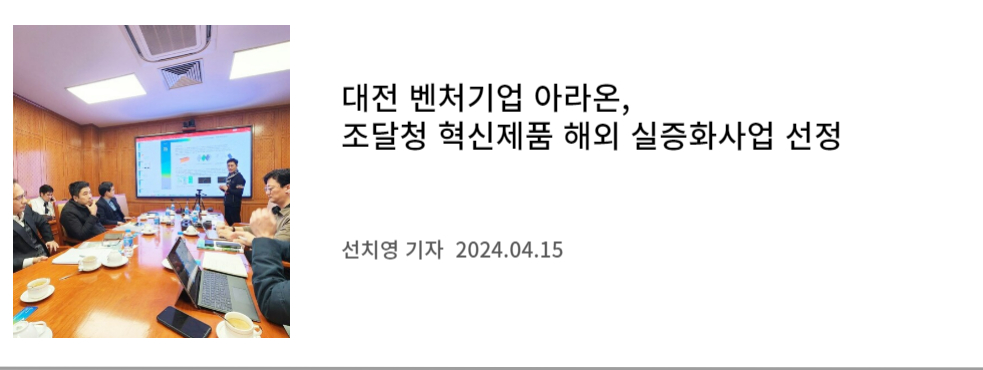 대전 벤처기업 아라온,
조달청 혁신제품 해외 실증화사업 선정
선치영 기자  2024.04.15